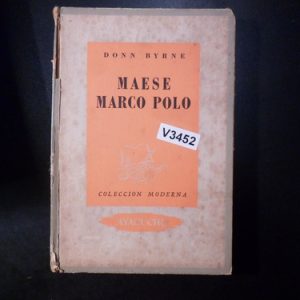 DONN BYRNE
MAESE
MARCO POLO
V3452
COLECCION MODERNA